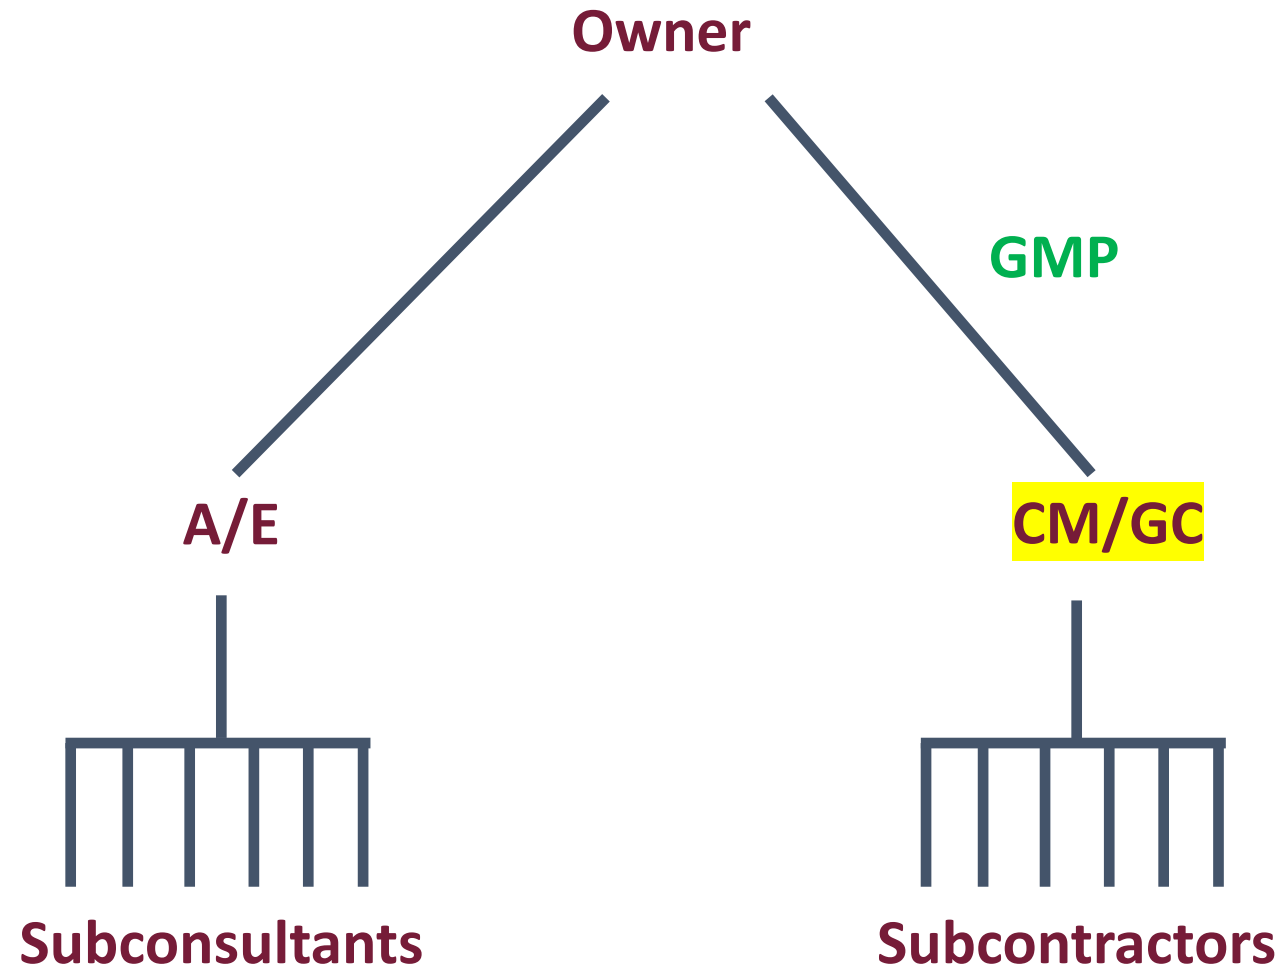 Owner
GMP
A/E
CM/GC
Subconsultants
Subcontractors